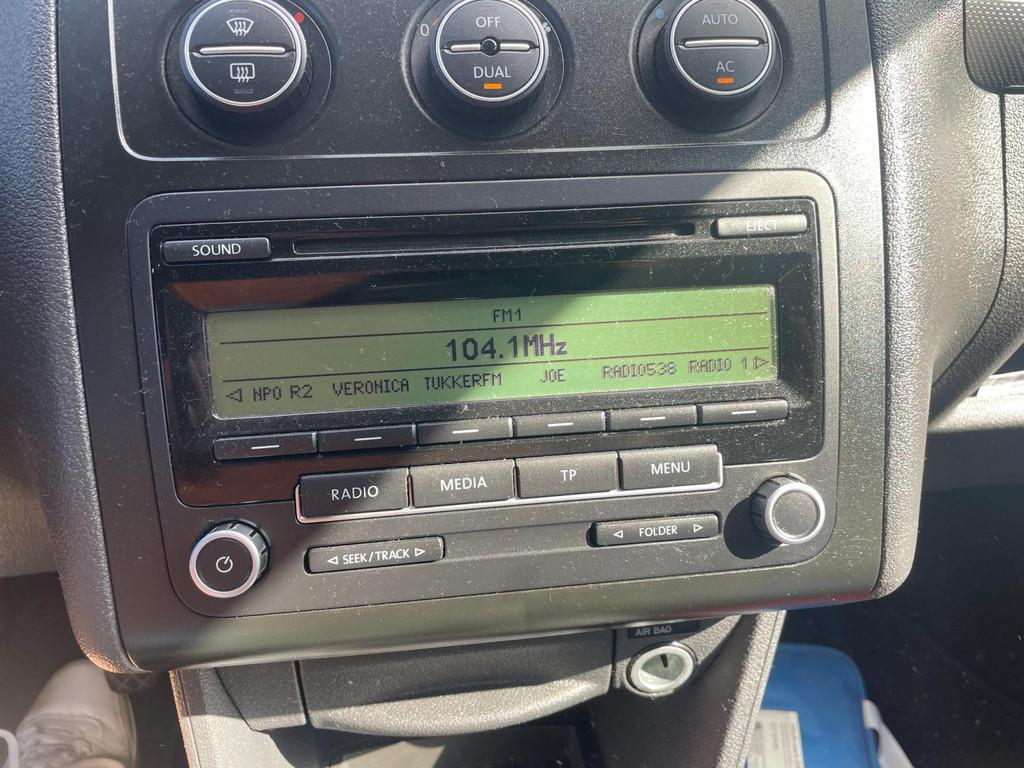 OFF
0
DUAL
AUTO
AC
SOUND
EJECT
FM1
104.1MHz
NPO R2 VERONICA TUKKERFM JOE RADIO538 RADIO 1
RADIO MEDIA TP MENU
SEEK / TRACK FOLDER
AIR BAG